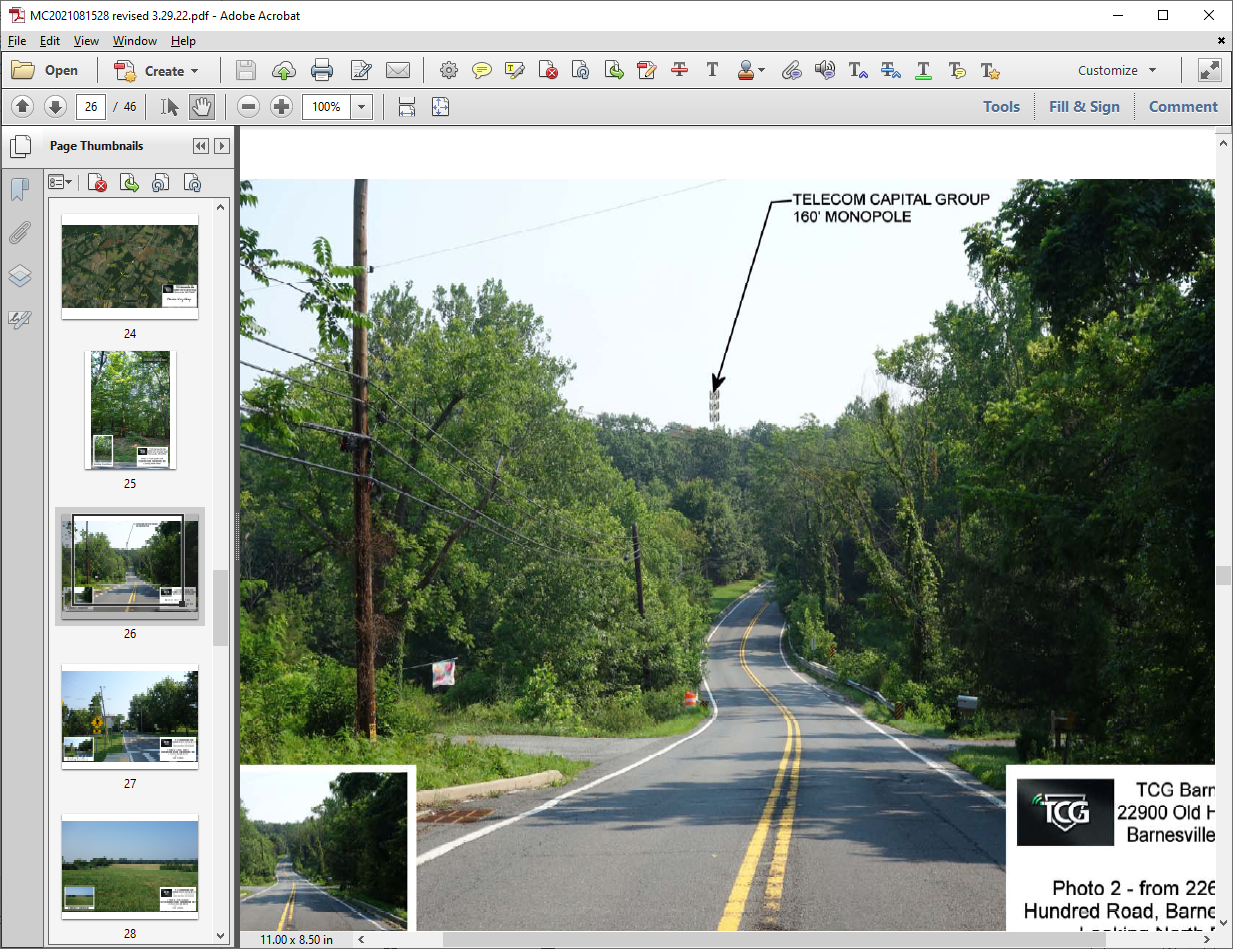 MC2021081528 revised 3.29.22.pdf - Adobe Acrobat
File Edit View Window Help
Open
Create
Customize
26 / 46
100%
Tools
Fill & Sign
Comment
Page Thumbnails
24
25
26
27
28
TELECOM CAPITAL GROUP
160' MONOPOLE
TCG
TCG Barn
22900 Old H
Barnesville
Photo 2 - from 226
Hundred Road, Barne
11.00 x 8.50 in